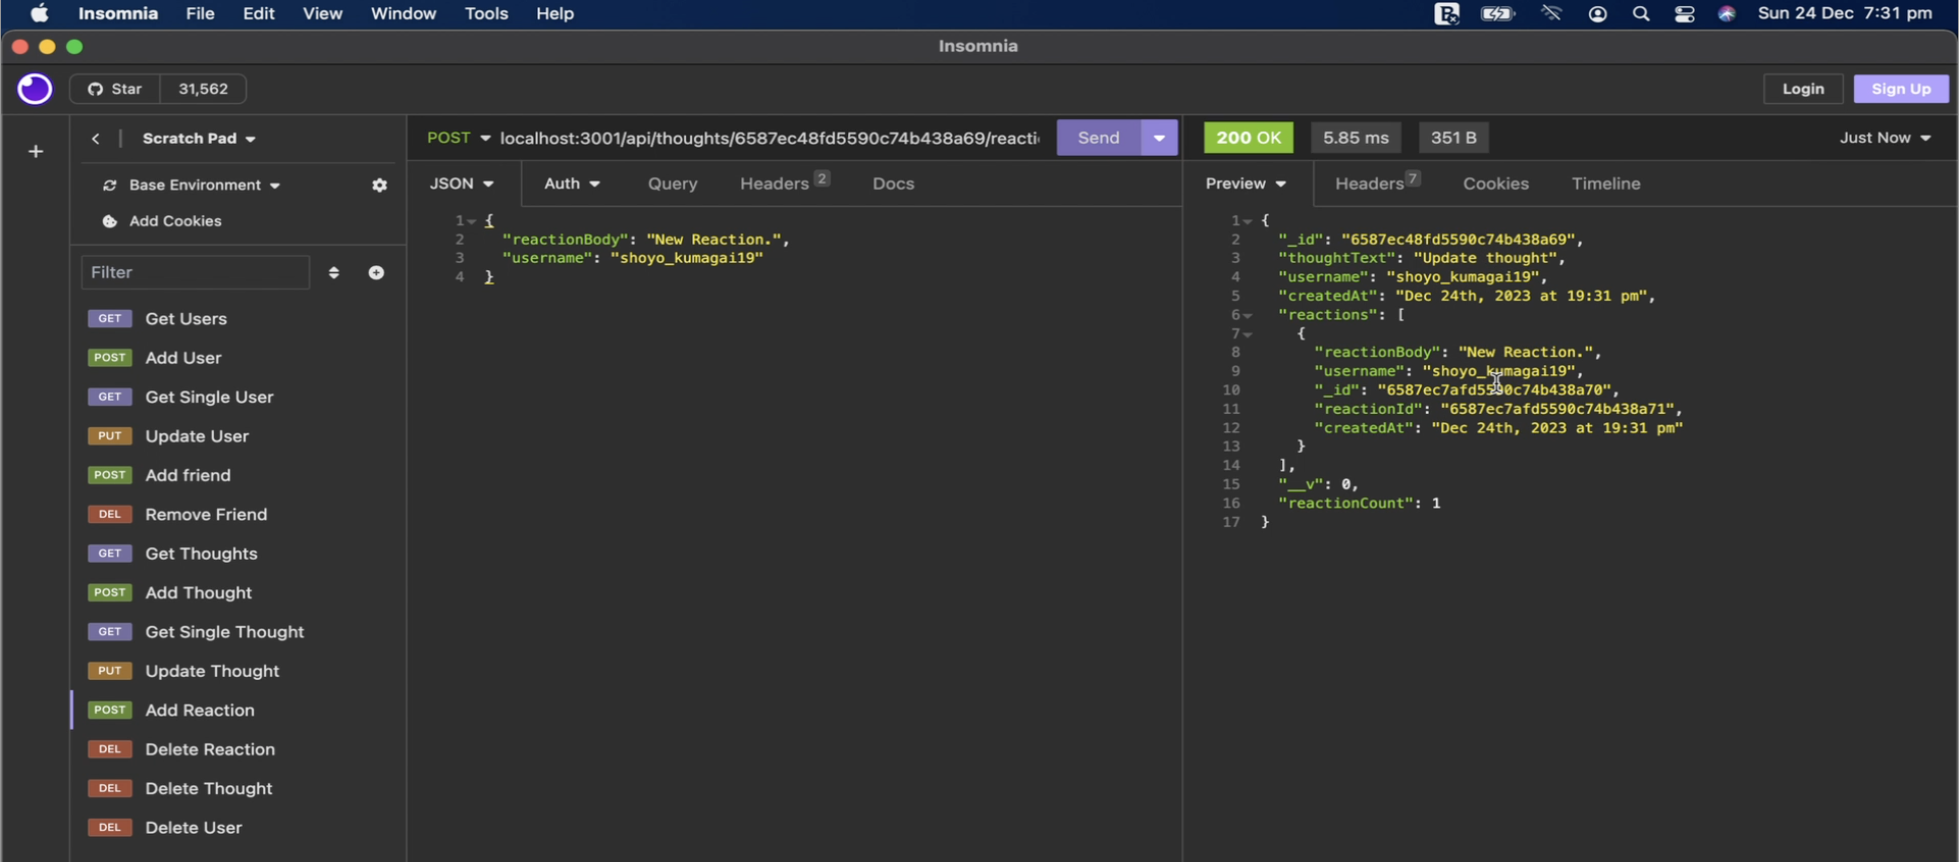 Insomnia File Edit View Window Tools Help Sun 24 Dec 7:31 pm
Insomnia
Star 31,562 Login Sign Up
Scratch Pad
Base Environment
Add Cookies
Filter
GET Get Users
POST Add User
GET Get Single User
PUT Update User
POST Add friend
DEL Remove Friend
GET Get Thoughts
POST Add Thought
GET Get Single Thought
PUT Update Thought
POST Add Reaction
DEL Delete Reaction
DEL Delete Thought
DEL Delete User
POST localhost:3001/api/thoughts/6587ec48fd5590c74b438a69/reacti Send
JSON Auth Query Headers 2 Docs
1 {
2 "reactionBody": "New Reaction.",
3 "username": "shoyo_kumagai19"
4 }
200 OK 5.85 ms 351 B Just Now
Preview Headers 7 Cookies Timeline
1 {
2 "_id": "6587ec48fd5590c74b438a69",
3 "thoughtText": "Update thought",
4 "username": "shoyo_kumagai19",
5 "createdAt": "Dec 24th, 2023 at 19:31 pm",
6 "reactions": [
7 {
8 "reactionBody": "New Reaction.",
9 "username": "shoyo_kumagai19",
10 "_id": "6587ec7afd5590c74b438a70",
11 "reactionId": "6587ec7afd5590c74b438a71",
12 "createdAt": "Dec 24th, 2023 at 19:31 pm"
13 }
14 ],
15 "__v": 0,
16 "reactionCount": 1
17 }